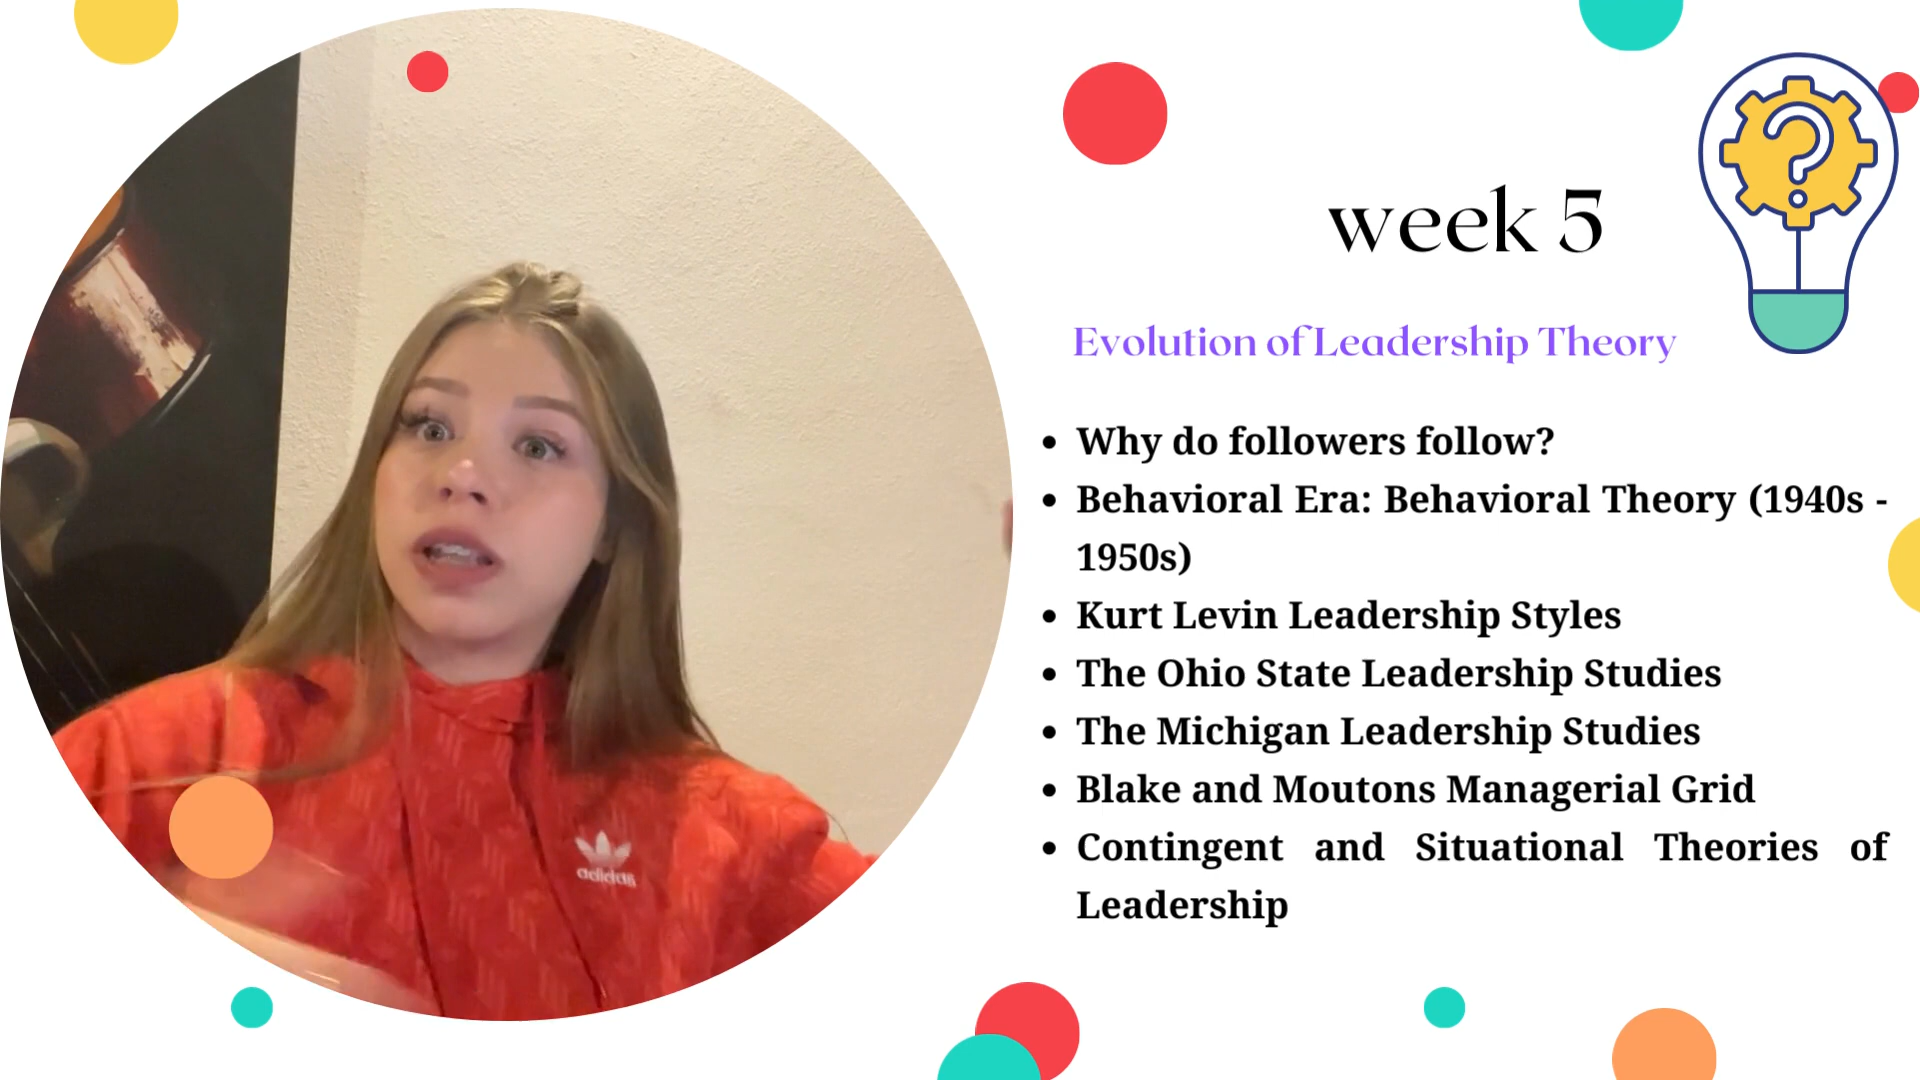 week 5
Evolution of Leadership Theory
• Why do followers follow?
• Behavioral Era: Behavioral Theory (1940s -
1950s)
• Kurt Levin Leadership Styles
• The Ohio State Leadership Studies
• The Michigan Leadership Studies
• Blake and Moutons Managerial Grid
• Contingent and Situational Theories of
Leadership
adidas
?